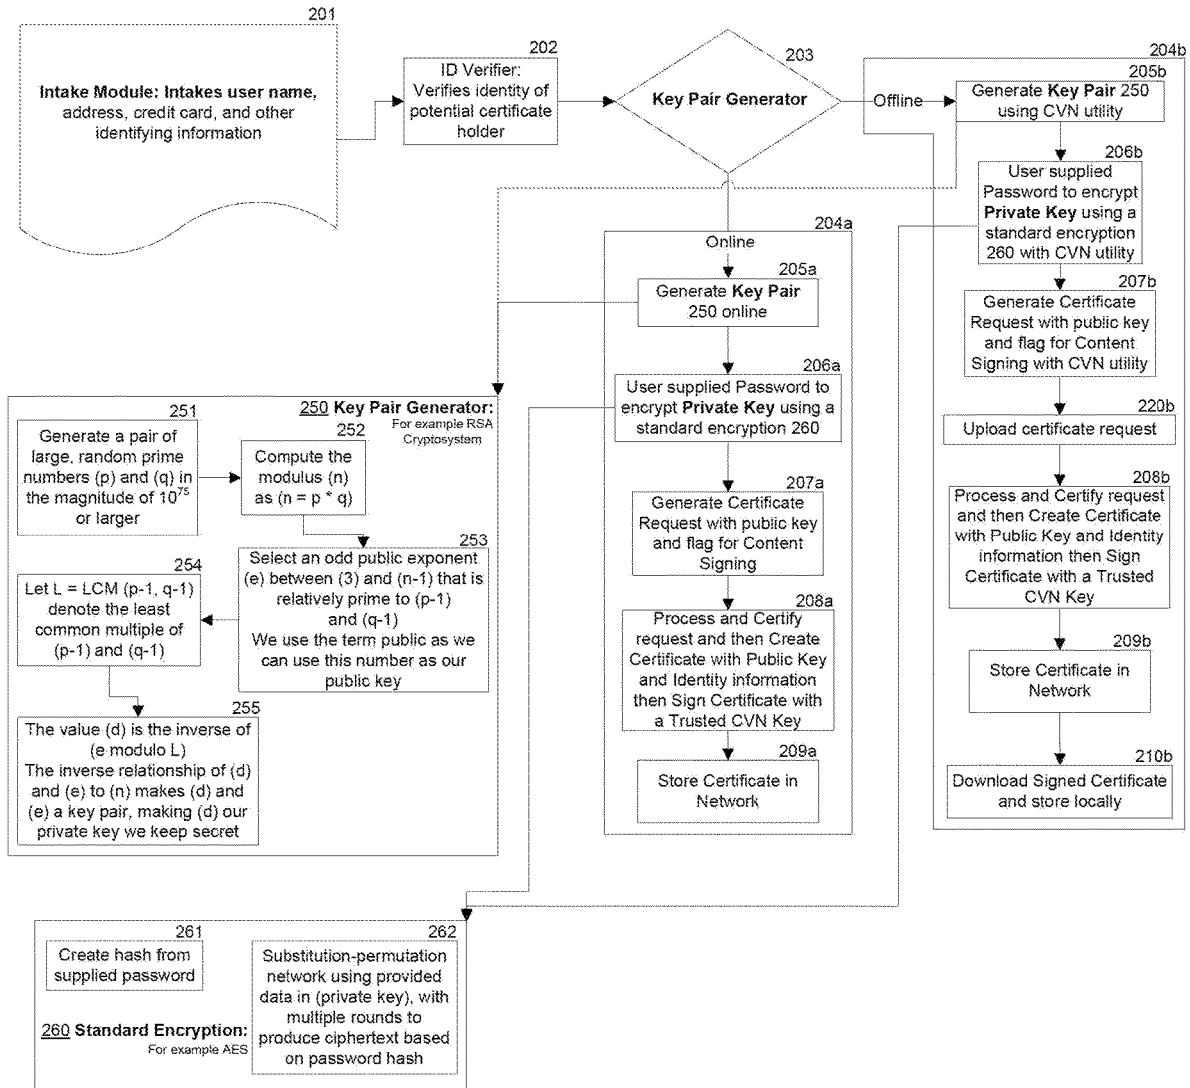 201
Intake Module: Intakes user name,
address, credit card, and other
identifying information
202
ID Verifier:
Verifies identity of
potential certificate
holder
203
Key Pair Generator
Offline
204b
205b
Generate Key Pair 250
using CVN utility
206b
User supplied
Password to encrypt
Private Key using a
standard encryption
260 with CVN utility
207b
Generate Certificate
Request with public key
and flag for Content
Signing with CVN utility
220b
Upload certificate request
208b
Process and Certify request
and then Create Certificate
with Public Key and Identity
information then Sign
Certificate with a Trusted
CVN Key
209b
Store Certificate in
Network
210b
Download Signed Certificate
and store locally
204a
Online
205a
Generate Key Pair
250 online
206a
User supplied Password to
encrypt Private Key using a
standard encryption 260
207a
Generate Certificate
Request with public key
and flag for Content
Signing
208a
Process and Certify
request and then Create
Certificate with Public Key
and Identity information
then Sign Certificate with
a Trusted CVN Key
209a
Store Certificate in
Network
250 Key Pair Generator:
For example RSA
Cryptosystem
251
Generate a pair of
large, random prime
numbers (p) and (q) in
the magnitude of 10^75
or larger
252
Compute the
modulus (n)
as (n = p * q)
253
Select an odd public exponent
(e) between (3) and (n-1) that is
relatively prime to (p-1)
and (q-1)
We use the term public as we
can use this number as our
public key
254
Let L = LCM (p-1, q-1)
denote the least
common multiple of
(p-1) and (q-1)
255
The value (d) is the inverse of
(e modulo L)
The inverse relationship of (d)
and (e) to (n) makes (d) and
(e) a key pair, making (d) our
private key we keep secret
261
Create hash from
supplied password
262
Substitution-permutation
network using provided
data in (private key), with
multiple rounds to
produce ciphertext based
on password hash
260 Standard Encryption:
For example AES